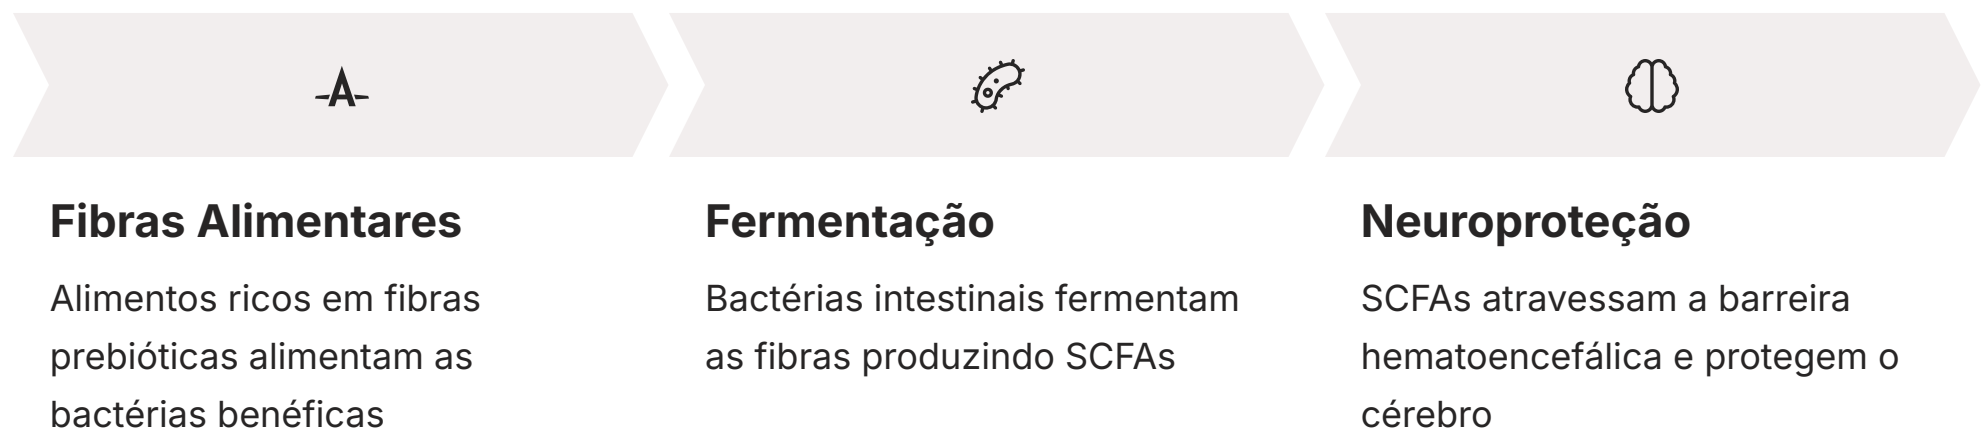 Fibras Alimentares
Alimentos ricos em fibras
prebióticas alimentam as
bactérias benéficas
Fermentação
Bactérias intestinais fermentam
as fibras produzindo SCFAs
Neuroproteção
SCFAs atravessam a barreira
hematoencefálica e protegem o
cérebro